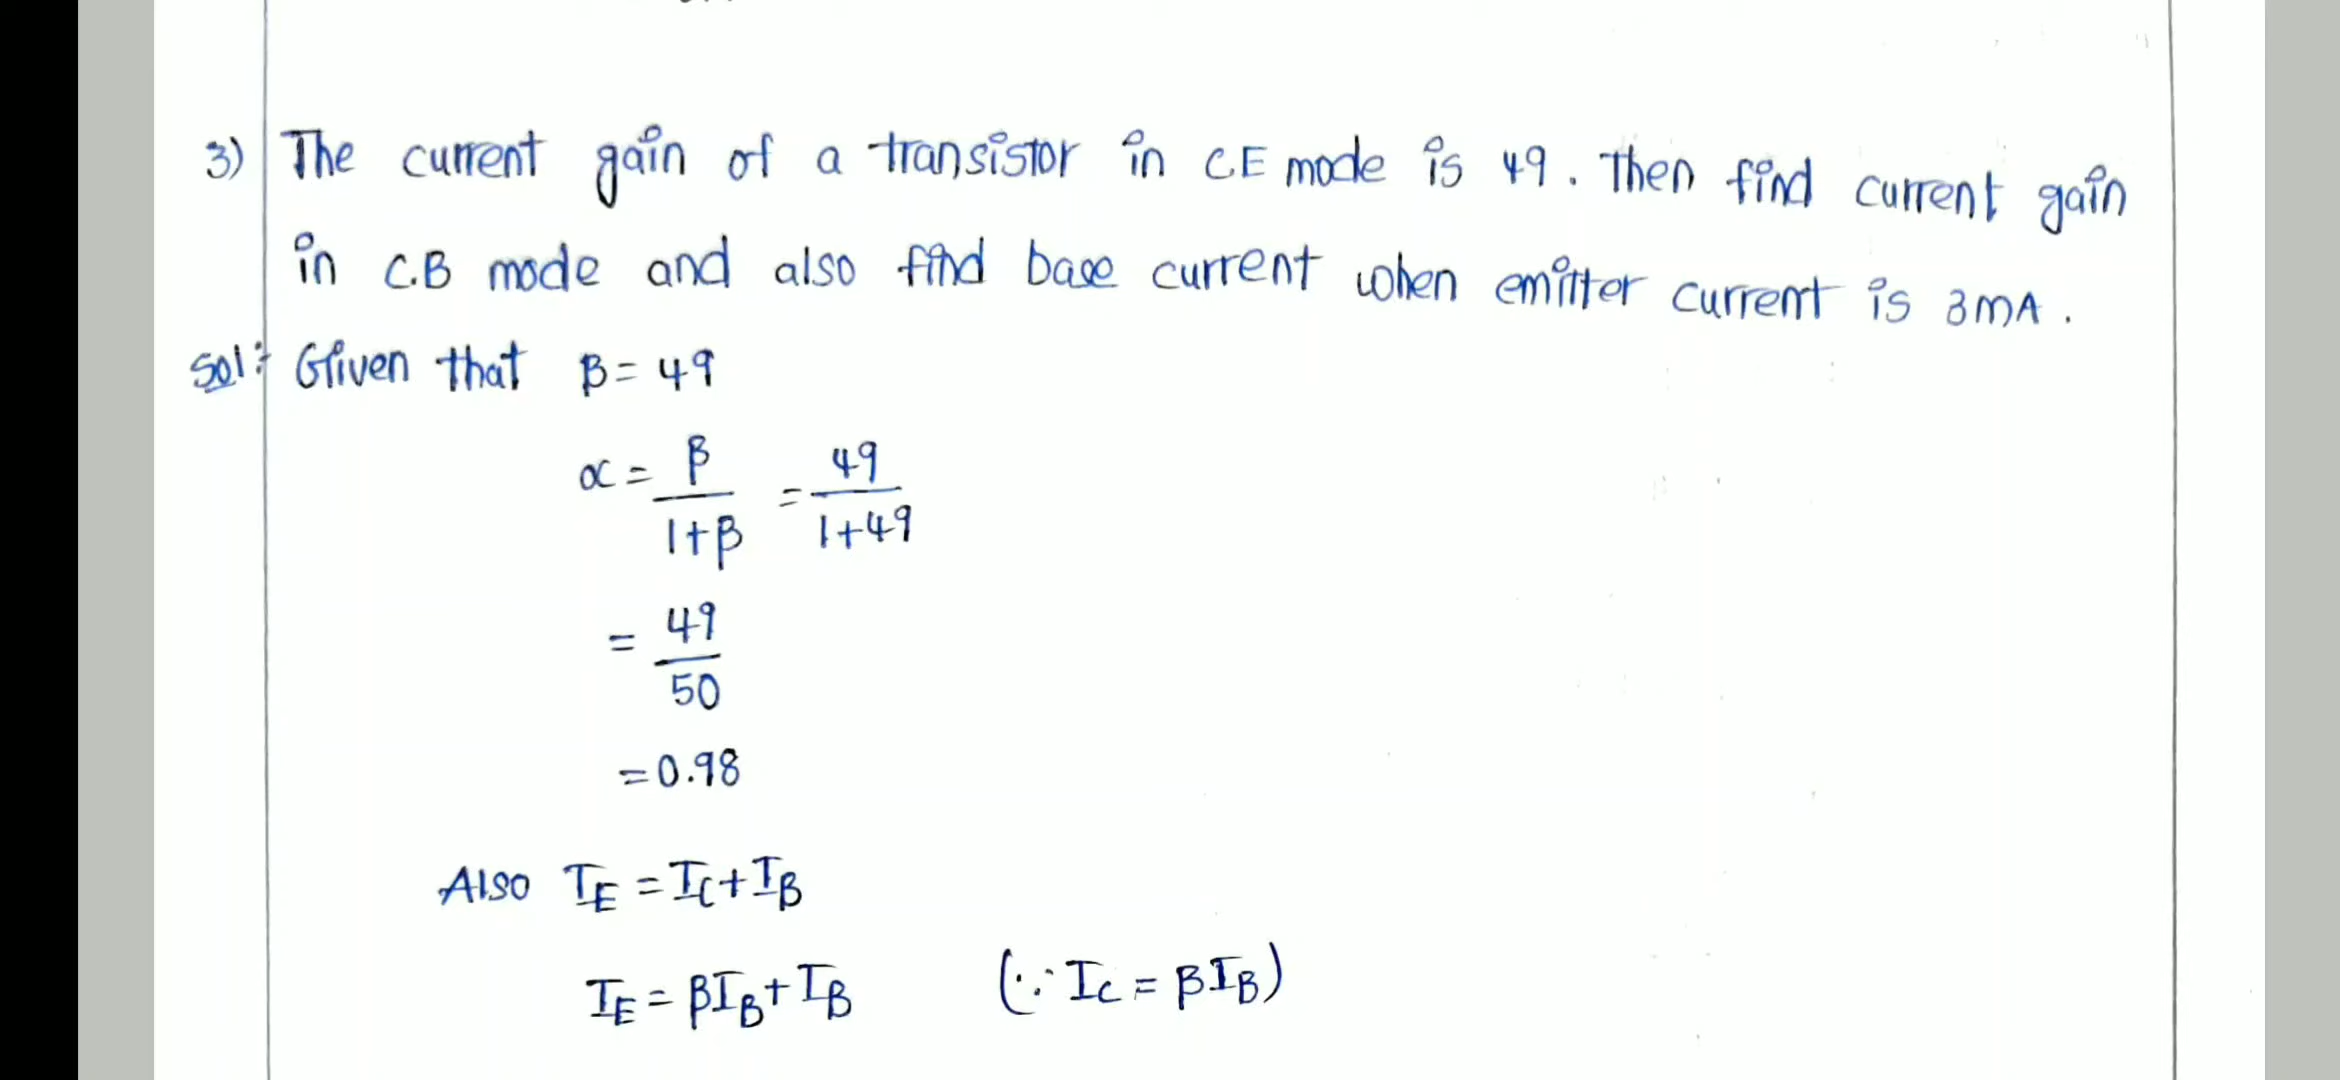 3) The current gain of a transistor in CE mode is 49. Then find current gain
in C.B mode and also find base current when emitter current is 3mA.
Sol: Given that β = 49
α = β/(1+β) = 49/(1+49)
= 49/50
= 0.98
Also IE = IC + IB
IE = βIB + IB (∵ IC = βIB)